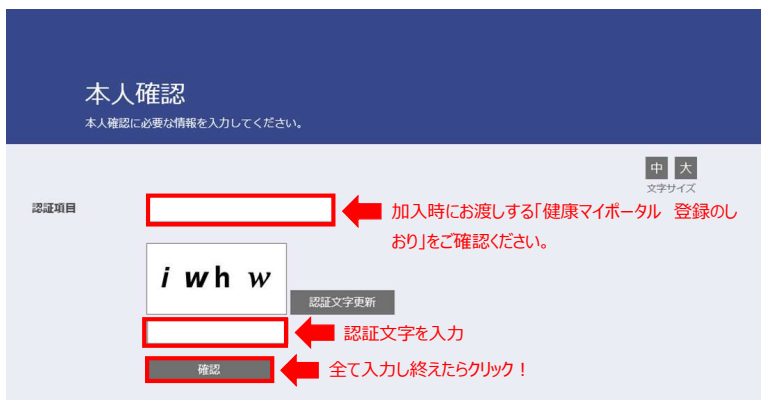 本人確認
本人確認に必要な情報を入力してください。
中 大
文字サイズ
認証項目
加入時にお渡しする「健康マイポータル　登録のし
おり」をご確認ください。
i w h w
認証文字更新
認証文字を入力
確認
全て入力し終えたらクリック！